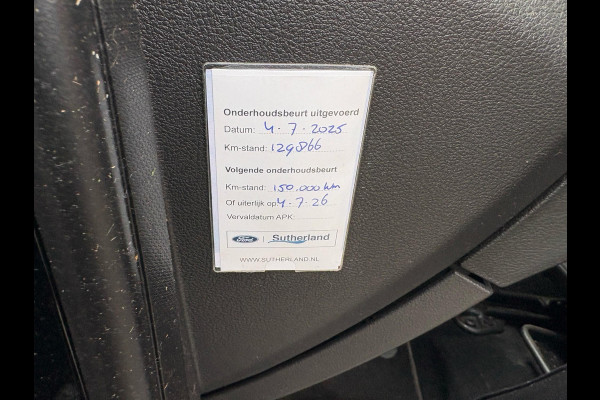 Onderhoudsbeurt uitgevoerd
Datum: 4.7.2025
Km-stand: 129866
Volgende onderhoudsbeurt
Km-stand: 150.000 km
Of uiterlijk op 4.7.26
Vervaldatum APK:
Ford | Sutherland
WWW.SUTHERLAND.NL